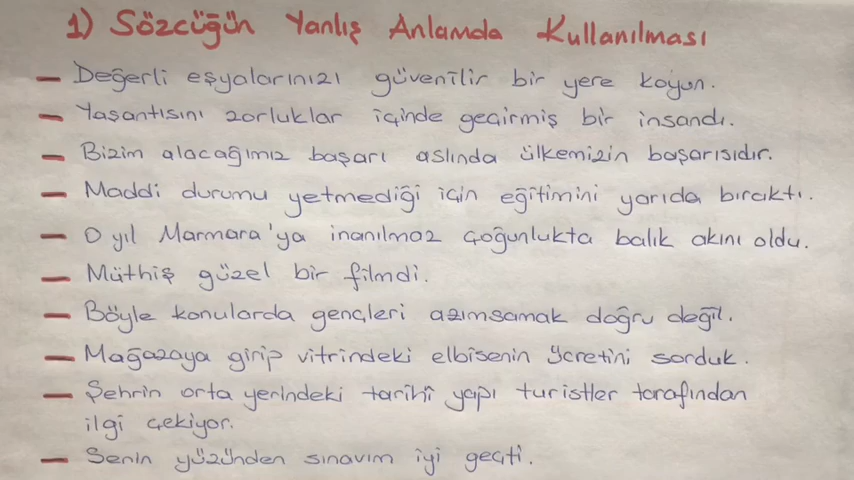 1) Sözcüğün Yanlış Anlamda Kullanılması
- Değerli eşyalarınızı güvenilir bir yere koyun.
- Yaşantısını zorluklar içinde geçirmiş bir insandı.
- Bizim alacağımız başarı aslında ülkemizin başarısıdır.
- Maddi durumu yetmediği için eğitimini yarıda bıraktı.
- O yıl Marmara'ya inanılmaz çoğunlukta balık akını oldu.
- Müthiş güzel bir filmdi.
- Böyle konularda gençleri azımsamak doğru değil.
- Mağazaya girip vitrindeki elbisenin ücretini sorduk.
- Şehrin orta yerindeki tarihî yapı turistler tarafından
ilgi çekiyor.
- Senin yüzünden sınavım iyi geçti.